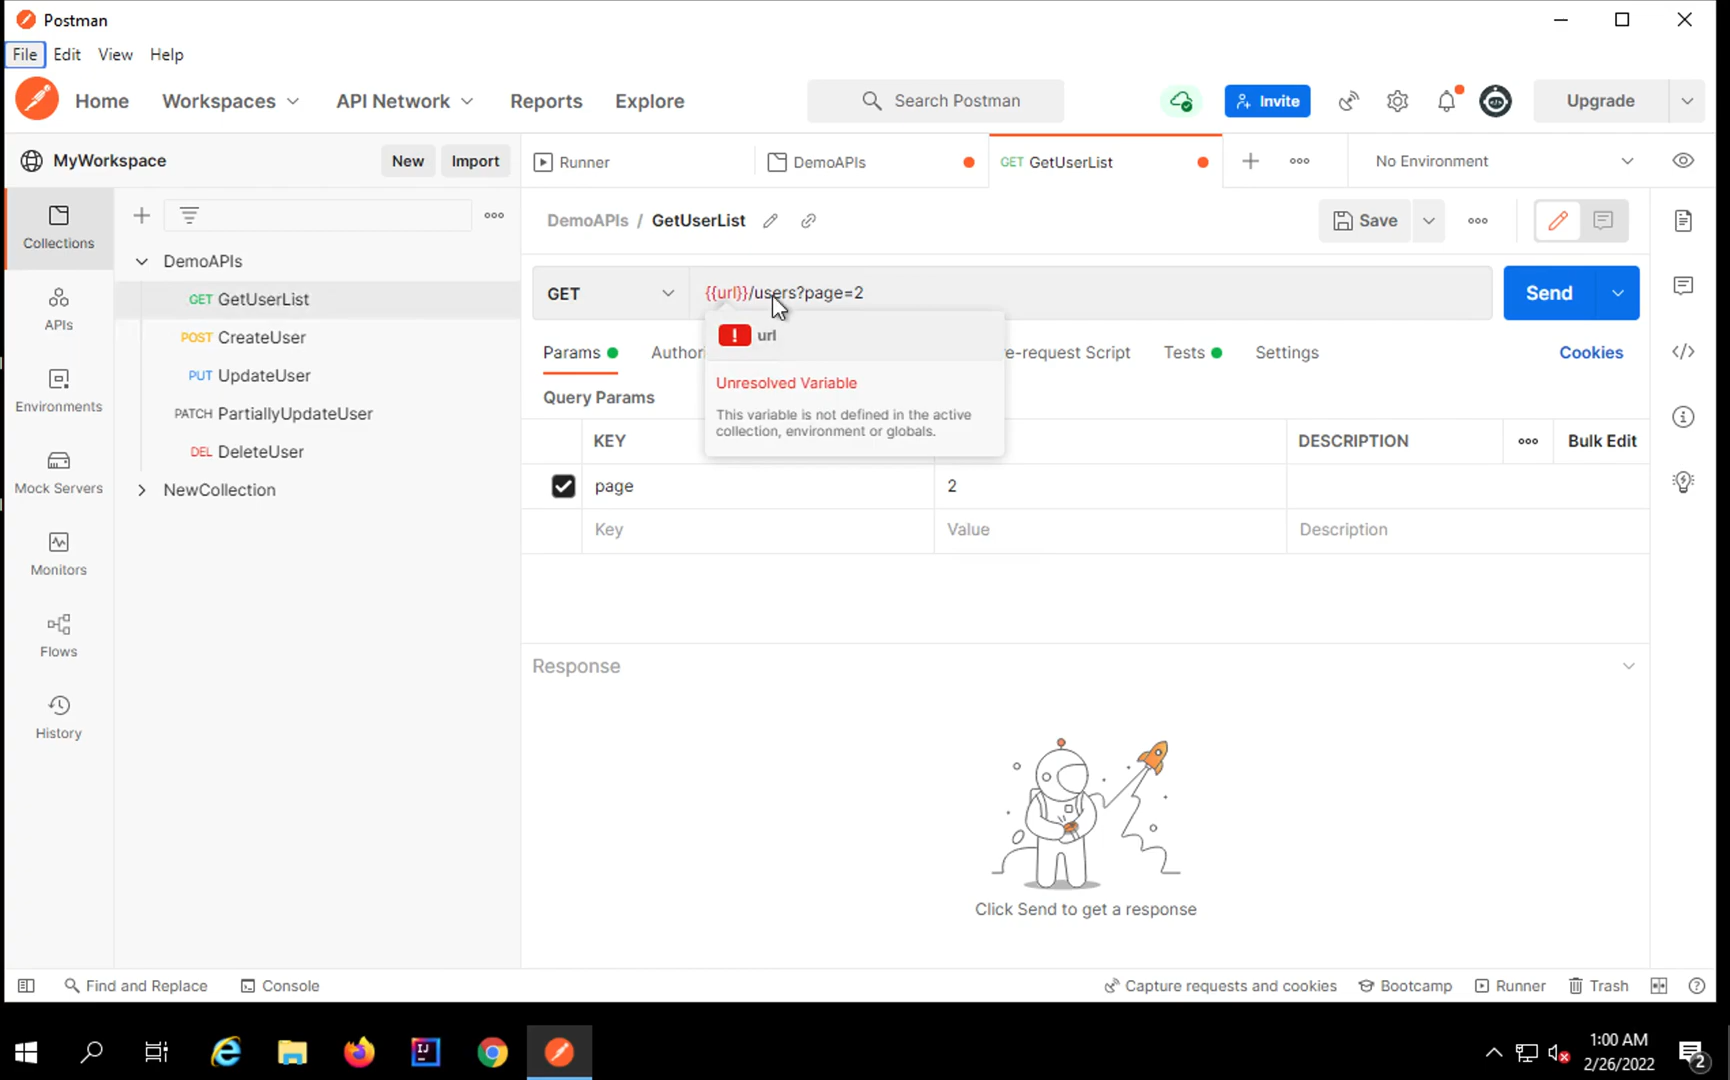 Postman
File Edit View Help
Home Workspaces API Network Reports Explore Search Postman Invite Upgrade
MyWorkspace New Import Runner DemoAPIs GET GetUserList No Environment
Collections
APIs
Environments
Mock Servers
Monitors
Flows
History
DemoAPIs
GET GetUserList
POST CreateUser
PUT UpdateUser
PATCH PartiallyUpdateUser
DEL DeleteUser
NewCollection
DemoAPIs / GetUserList Save
GET {{url}}/users?page=2 Send
! url
Unresolved Variable
This variable is not defined in the active
collection, environment or globals.
Params Authori e-request Script Tests Settings Cookies
Query Params
KEY DESCRIPTION Bulk Edit
page 2
Key Value Description
Response
Click Send to get a response
Find and Replace Console Capture requests and cookies Bootcamp Runner Trash
1:00 AM
2/26/2022
2